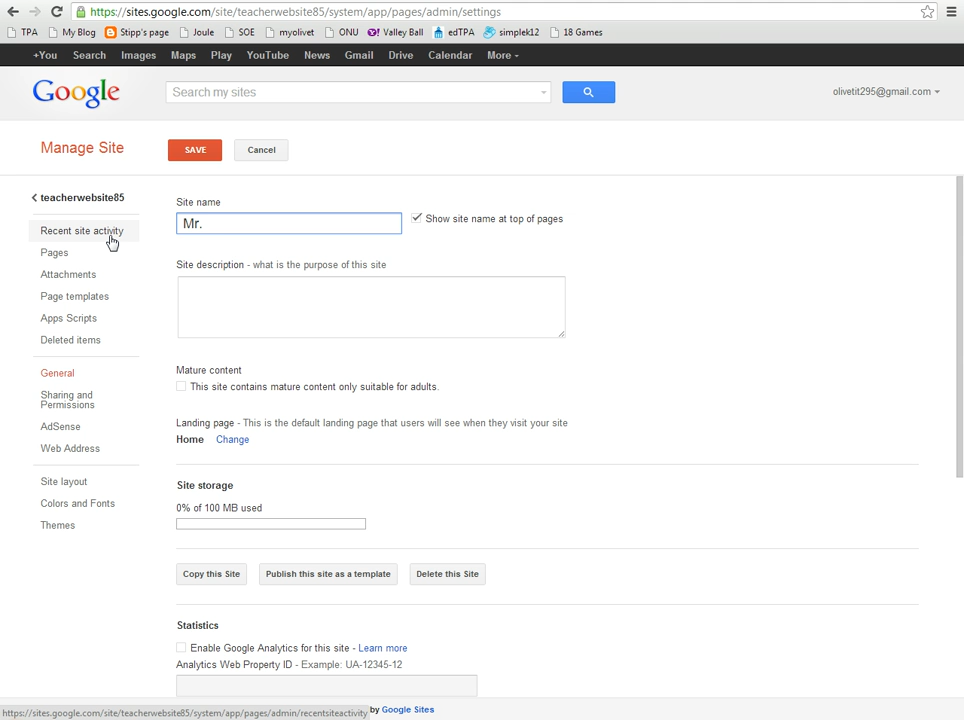 https://sites.google.com/site/teacherwebsite85/system/app/pages/admin/settings
TPA My Blog Stipp's page Joule SOE myolivet ONU Valley Ball edTPA simplek12 18 Games
+You Search Images Maps Play YouTube News Gmail Drive Calendar More
Google Search my sites olivetit295@gmail.com
Manage Site SAVE Cancel
teacherwebsite85
Recent site activity
Pages
Attachments
Page templates
Apps Scripts
Deleted items
General
Sharing and
Permissions
AdSense
Web Address
Site layout
Colors and Fonts
Themes
Site name
Mr. Show site name at top of pages
Site description - what is the purpose of this site
Mature content
This site contains mature content only suitable for adults.
Landing page - This is the default landing page that users will see when they visit your site
Home Change
Site storage
0% of 100 MB used
Copy this Site Publish this site as a template Delete this Site
Statistics
Enable Google Analytics for this site - Learn more
Analytics Web Property ID - Example: UA-12345-12
https://sites.google.com/site/teacherwebsite85/system/app/pages/admin/recentsiteactivity by Google Sites